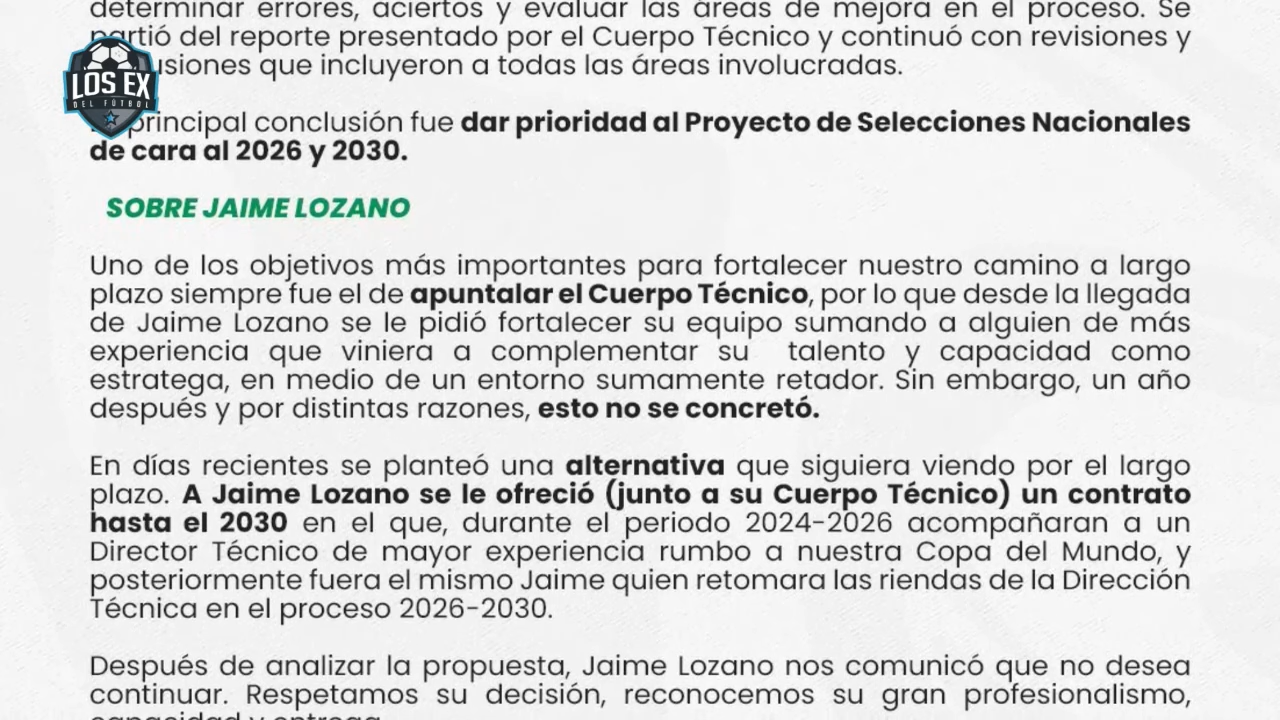 determinar errores, aciertos y evaluar las áreas de mejora en el proceso. Se
partió del reporte presentado por el Cuerpo Técnico y continuó con revisiones y
usiones que incluyeron a todas las áreas involucradas.
LOS EX
DEL FÚTBOL
principal conclusión fue dar prioridad al Proyecto de Selecciones Nacionales
de cara al 2026 y 2030.
SOBRE JAIME LOZANO
Uno de los objetivos más importantes para fortalecer nuestro camino a largo
plazo siempre fue el de apuntalar el Cuerpo Técnico, por lo que desde la llegada
de Jaime Lozano se le pidió fortalecer su equipo sumando a alguien de más
experiencia que viniera a complementar su talento y capacidad como
estratega, en medio de un entorno sumamente retador. Sin embargo, un año
después y por distintas razones, esto no se concretó.
En días recientes se planteó una alternativa que siguiera viendo por el largo
plazo. A Jaime Lozano se le ofreció (junto a su Cuerpo Técnico) un contrato
hasta el 2030 en el que, durante el periodo 2024-2026 acompañaran a un
Director Técnico de mayor experiencia rumbo a nuestra Copa del Mundo, y
posteriormente fuera el mismo Jaime quien retomara las riendas de la Dirección
Técnica en el proceso 2026-2030.
Después de analizar la propuesta, Jaime Lozano nos comunicó que no desea
continuar. Respetamos su decisión, reconocemos su gran profesionalismo,
capacidad y entrega.